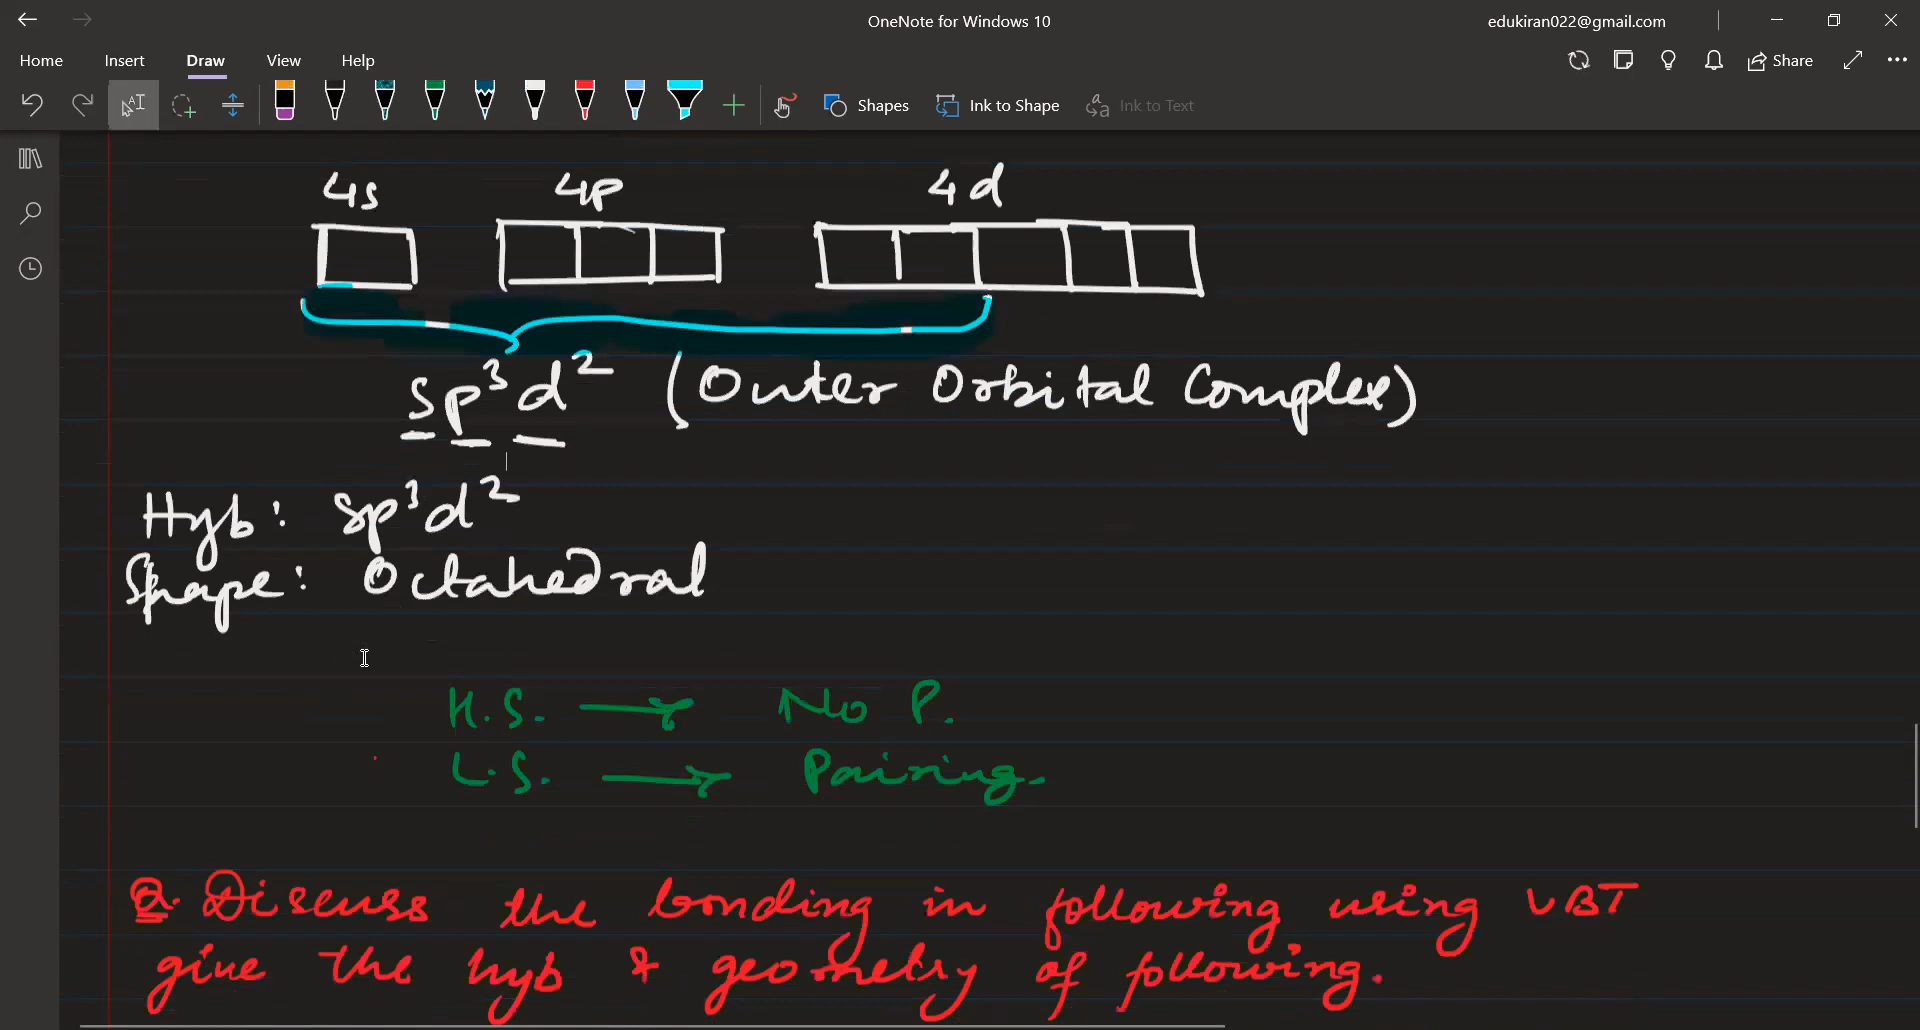 OneNote for Windows 10
edukiran022@gmail.com
Home Insert Draw View Help
Share
Shapes Ink to Shape Ink to Text
4s 4p 4d
sp³d² (Outer Orbital Complex)
Hyb: sp³d²
Shape: Octahedral
H.S. → No P.
L.S. → Pairing.
Q. Discuss the bonding in following using VBT
give the hyb & geometry of following.